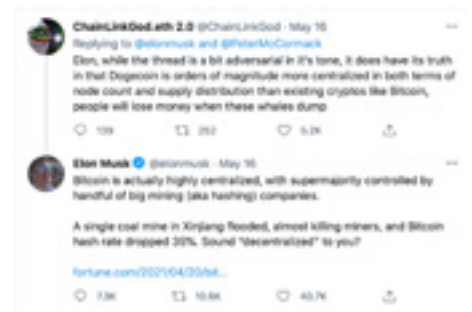 ChainLinkGod.eth 2.0 @ChainLinkGod · May 16
Replying to @elonmusk and @PeterMcCormack
Elon, while the thread is a bit adversarial in it's tone, it does have its truth
in that Dogecoin is orders of magnitude more centralized in both terms of
node count and supply distribution than existing cryptos like Bitcoin,
people will lose money when these whales dump
139 252 5.2K
Elon Musk @elonmusk · May 16
Bitcoin is actually highly centralized, with supermajority controlled by
handful of big mining (aka hashing) companies.
A single coal mine in Xinjiang flooded, almost killing miners, and Bitcoin
hash rate dropped 35%. Sound "decentralized" to you?
fortune.com/2021/04/20/bit...
7.9K 10.6K 40.7K